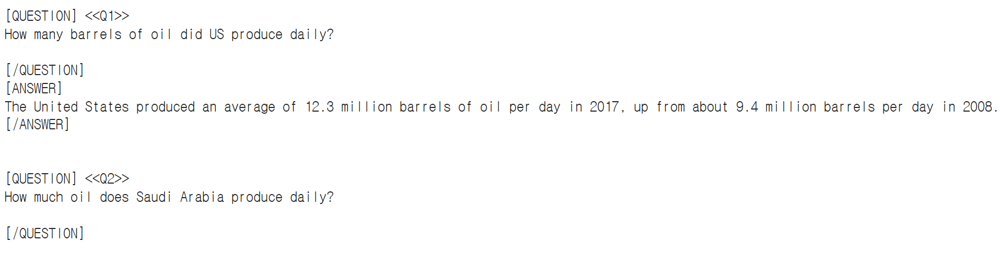 [QUESTION] <<Q1>>
How many barrels of oil did US produce daily?
[/QUESTION]
[ANSWER]
The United States produced an average of 12.3 million barrels of oil per day in 2017, up from about 9.4 million barrels per day in 2008.
[/ANSWER]
[QUESTION] <<Q2>>
How much oil does Saudi Arabia produce daily?
[/QUESTION]